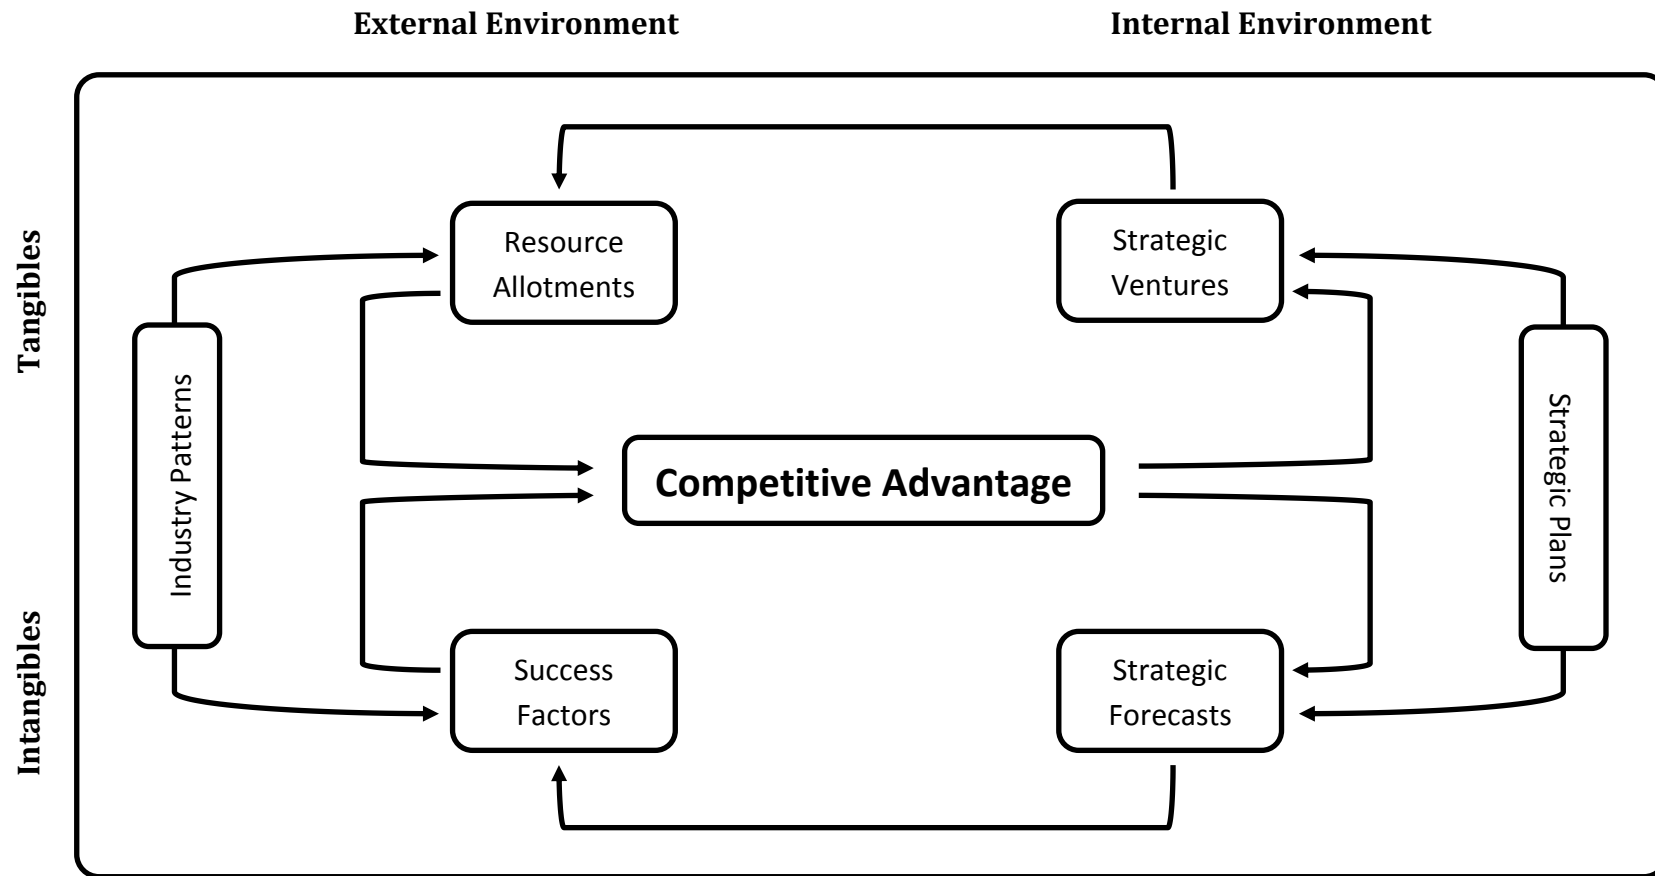 External Environment
Internal Environment
Tangibles
Intangibles
Industry Patterns
Resource
Allotments
Strategic
Ventures
Competitive Advantage
Success
Factors
Strategic
Forecasts
Strategic Plans